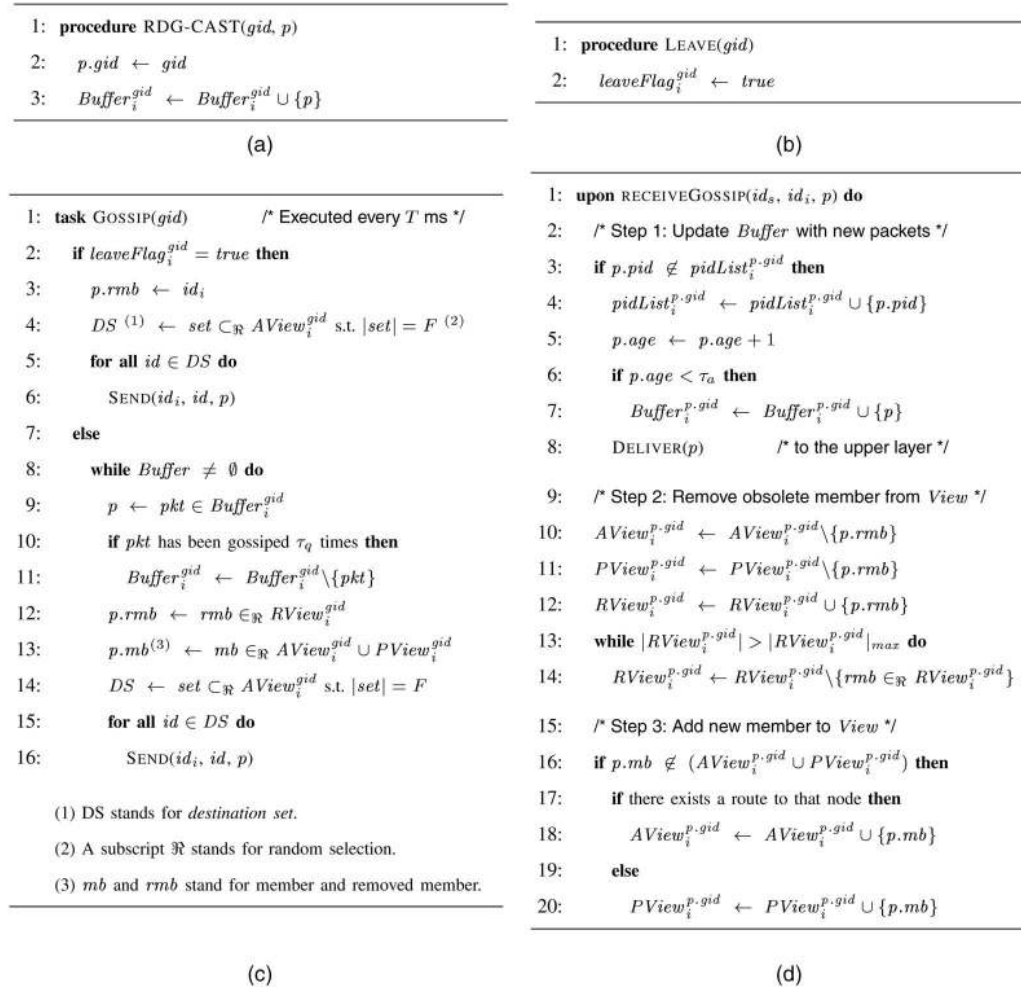 1: procedure RDG-CAST(gid, p)
2: p.gid ← gid
3: Buffer_i^{gid} ← Buffer_i^{gid} ∪ {p}
(a)
1: procedure LEAVE(gid)
2: leaveFlag_i^{gid} ← true
(b)
1: task GOSSIP(gid) /* Executed every T ms */
2: if leaveFlag_i^{gid} = true then
3: p.rmb ← id_i
4: DS ^{(1)} ← set ⊂_ℜ AView_i^{gid} s.t. |set| = F ^{(2)}
5: for all id ∈ DS do
6: SEND(id_i, id, p)
7: else
8: while Buffer ≠ ∅ do
9: p ← pkt ∈ Buffer_i^{gid}
10: if pkt has been gossiped τ_q times then
11: Buffer_i^{gid} ← Buffer_i^{gid}\{pkt}
12: p.rmb ← rmb ∈_ℜ RView_i^{gid}
13: p.mb^{(3)} ← mb ∈_ℜ AView_i^{gid} ∪ PView_i^{gid}
14: DS ← set ⊂_ℜ AView_i^{gid} s.t. |set| = F
15: for all id ∈ DS do
16: SEND(id_i, id, p)
(1) DS stands for destination set.
(2) A subscript ℜ stands for random selection.
(3) mb and rmb stand for member and removed member.
(c)
1: upon RECEIVEGOSSIP(id_s, id_i, p) do
2: /* Step 1: Update Buffer with new packets */
3: if p.pid ∉ pidList_i^{p.gid} then
4: pidList_i^{p.gid} ← pidList_i^{p.gid} ∪ {p.pid}
5: p.age ← p.age + 1
6: if p.age < τ_a then
7: Buffer_i^{p.gid} ← Buffer_i^{p.gid} ∪ {p}
8: DELIVER(p) /* to the upper layer */
9: /* Step 2: Remove obsolete member from View */
10: AView_i^{p.gid} ← AView_i^{p.gid}\{p.rmb}
11: PView_i^{p.gid} ← PView_i^{p.gid}\{p.rmb}
12: RView_i^{p.gid} ← RView_i^{p.gid} ∪ {p.rmb}
13: while |RView_i^{p.gid}| > |RView_i^{p.gid}|_{max} do
14: RView_i^{p.gid} ← RView_i^{p.gid}\{rmb ∈_ℜ RView_i^{p.gid}}
15: /* Step 3: Add new member to View */
16: if p.mb ∉ (AView_i^{p.gid} ∪ PView_i^{p.gid}) then
17: if there exists a route to that node then
18: AView_i^{p.gid} ← AView_i^{p.gid} ∪ {p.mb}
19: else
20: PView_i^{p.gid} ← PView_i^{p.gid} ∪ {p.mb}
(d)